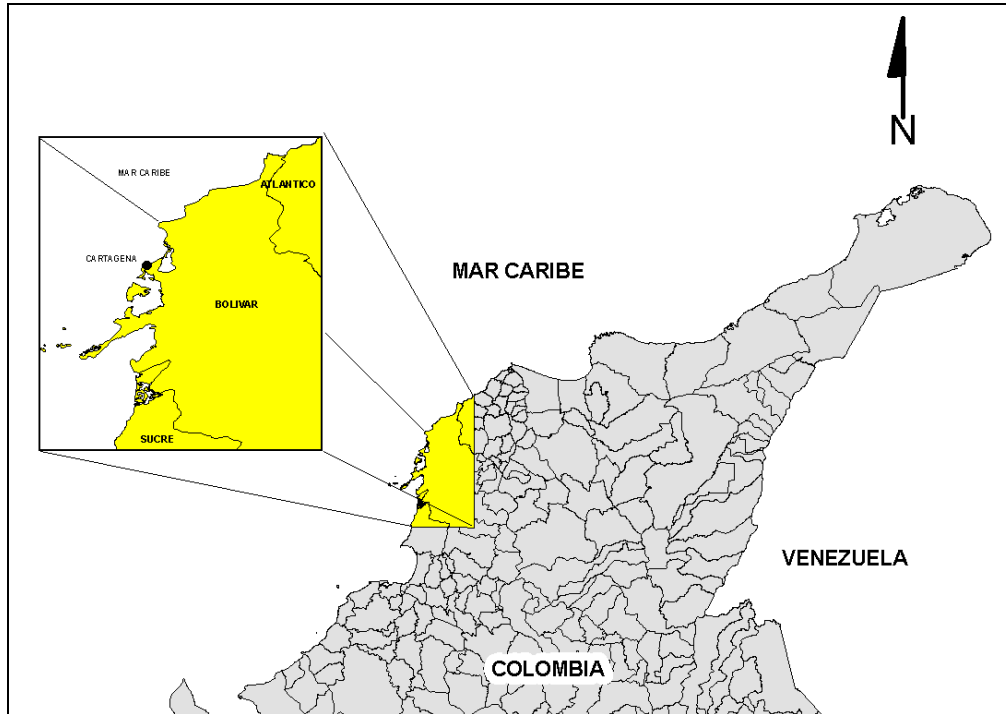 N
MAR CARIBE
ATLANTICO
CARTAGENA
BOLIVAR
SUCRE
MAR CARIBE
VENEZUELA
COLOMBIA